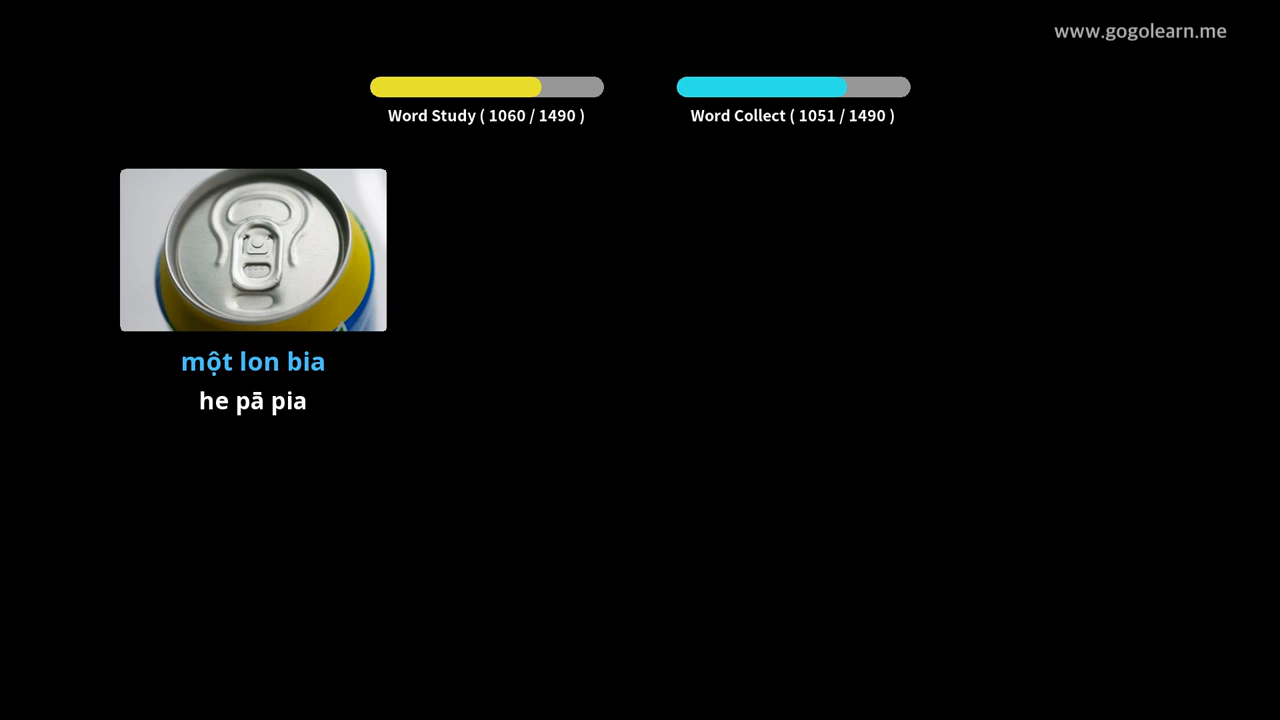 www.gogolearn.me
Word Study ( 1060 / 1490 )
Word Collect ( 1051 / 1490 )
một lon bia
he pā pia